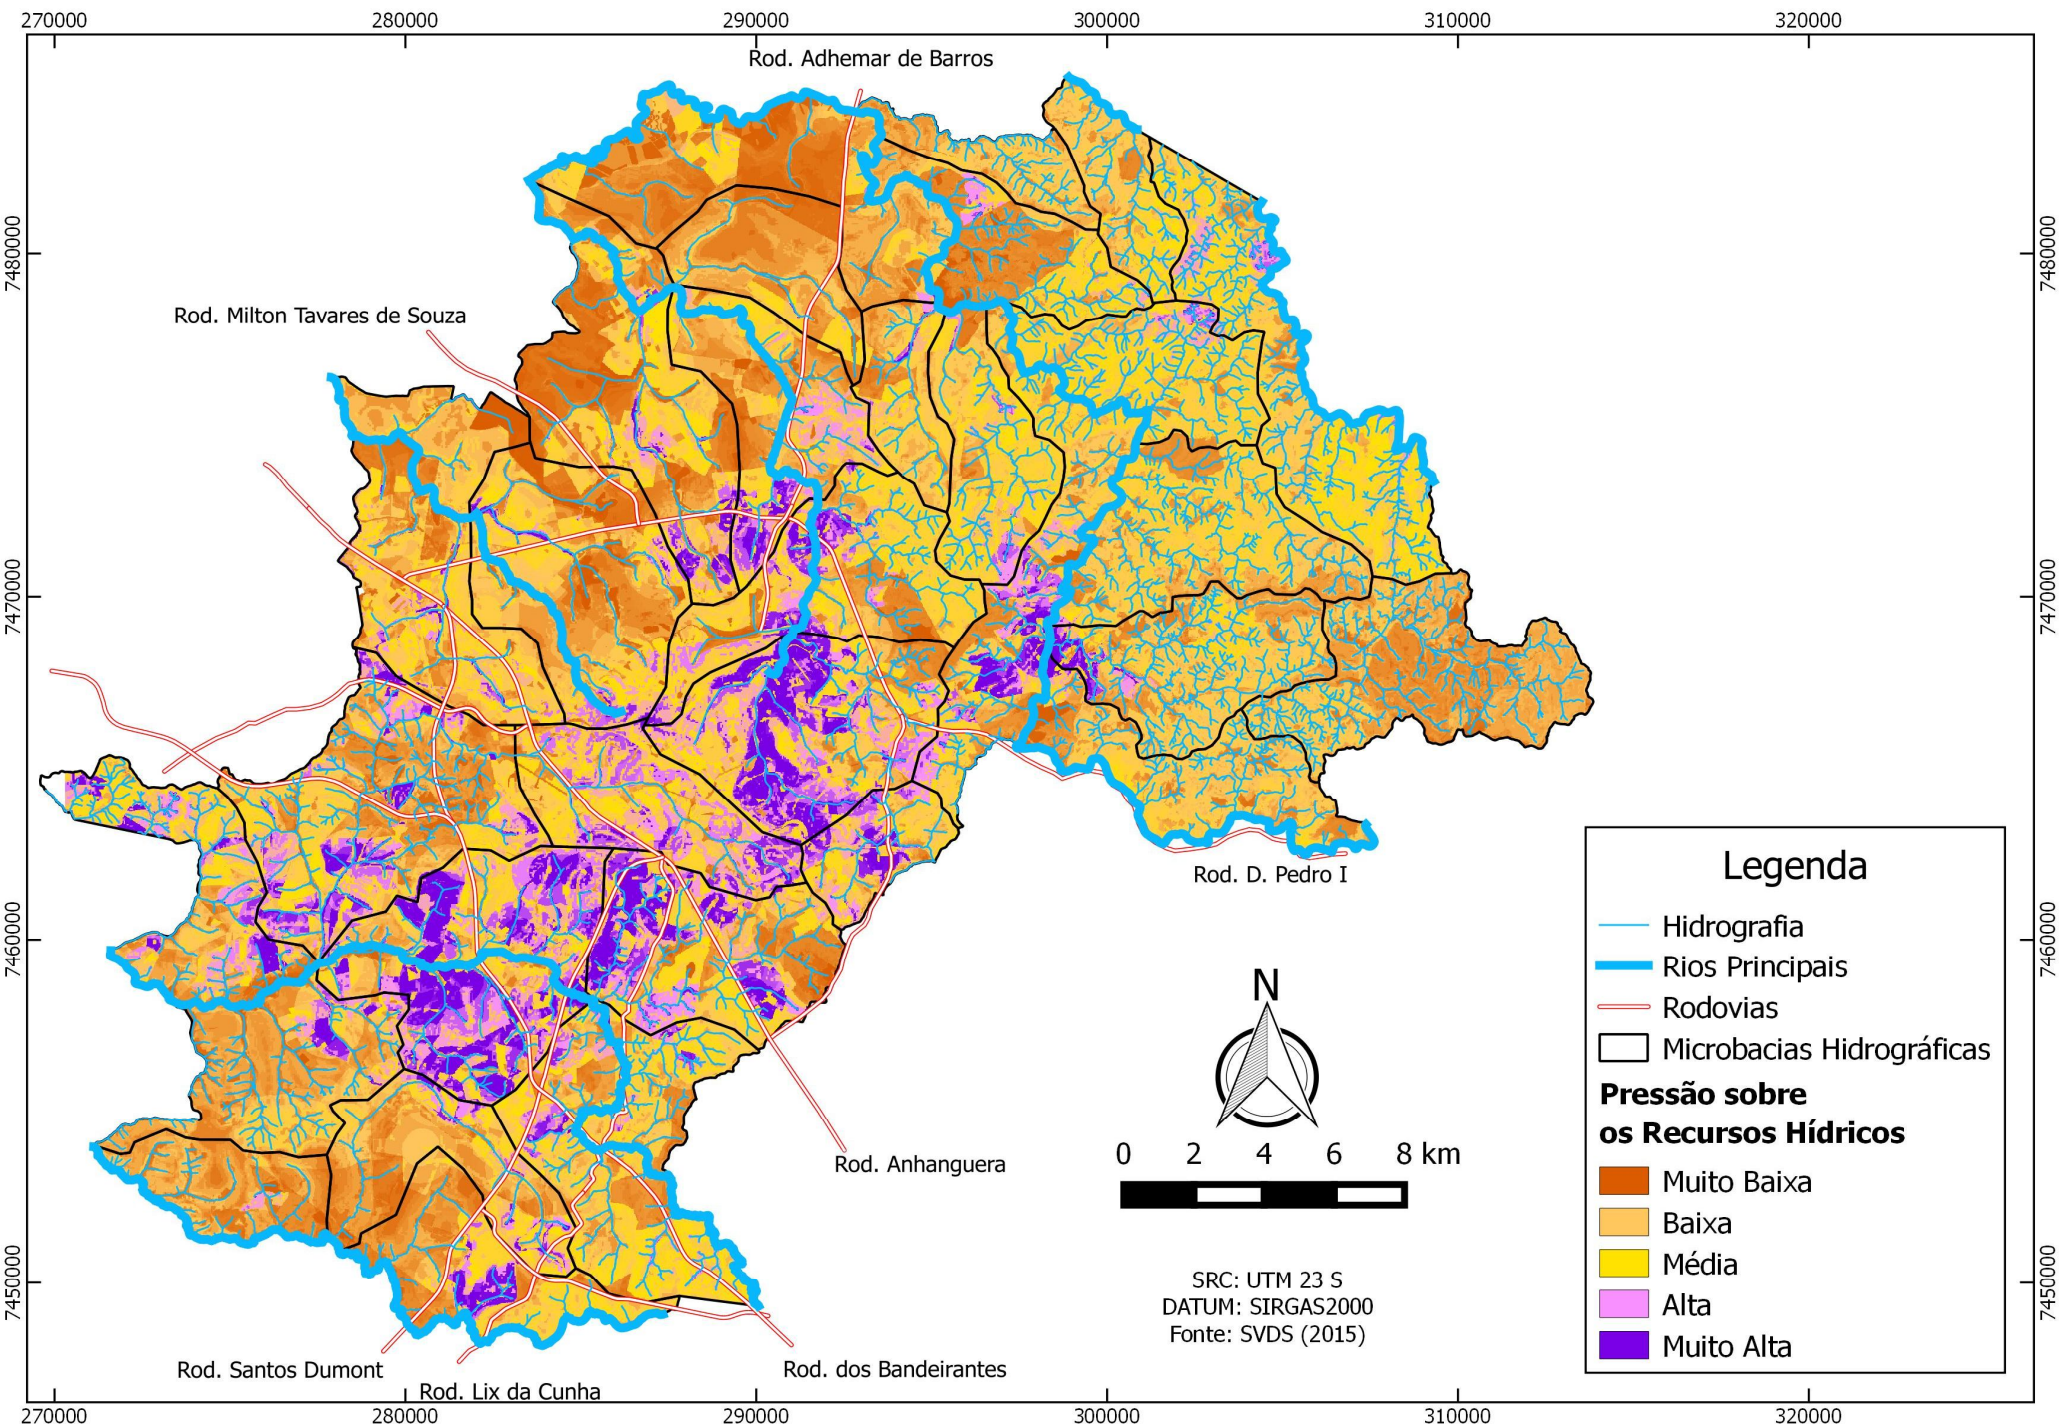 270000 280000 290000 300000 310000 320000
Rod. Adhemar de Barros
7480000 7480000
Rod. Milton Tavares de Souza
7470000 7470000
Rod. D. Pedro I
7460000 7460000
Rod. Anhanguera
7450000 7450000
Rod. Santos Dumont
Rod. Lix da Cunha
Rod. dos Bandeirantes
N
0 2 4 6 8 km
SRC: UTM 23 S
DATUM: SIRGAS2000
Fonte: SVDS (2015)
Legenda
Hidrografia
Rios Principais
Rodovias
Microbacias Hidrográficas
Pressão sobre
os Recursos Hídricos
Muito Baixa
Baixa
Média
Alta
Muito Alta
270000 280000 290000 300000 310000 320000